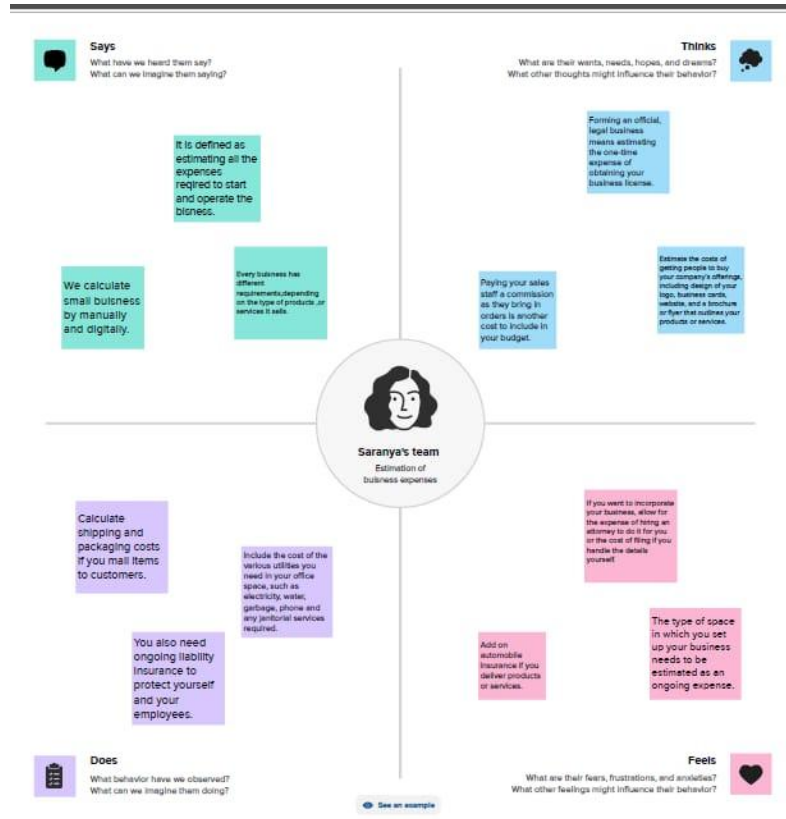 Says
What have we heard them say?
What can we imagine them saying?
Thinks
What are their wants, needs, hopes, and dreams?
What other thoughts might influence their behavior?
It is defined as
estimating all the
expenses
reqired to start
and operate the
bisness.
We calculate
small buisness
by manually
and digitally.
Every buisness has
different
requirements,depending
on the type of products ,or
services it sells.
Forming an official,
legal business
means estimating
the one-time
expense of
obtaining your
business license.
Paying your sales
staff a commission
as they bring in
orders is another
cost to include in
your budget.
Estimate the costs of
getting people to buy
your company's offerings,
including design of your
logo, business cards,
website, and a brochure
or flyer that outlines your
products or services.
Saranya's team
Estimation of
buisness expenses
Calculate
shipping and
packaging costs
if you mail items
to customers.
Include the cost of the
various utilities you
need in your office
space, such as
electricity, water,
garbage, phone and
any janitorial services
required.
You also need
ongoing liability
insurance to
protect yourself
and your
employees.
If you want to incorporate
your business, allow for
the expense of hiring an
attorney to do it for you
or the cost of filing if you
handle the details
yourself.
Add on
automobile
insurance if you
deliver products
or services.
The type of space
in which you set
up your business
needs to be
estimated as an
ongoing expense.
Does
What behavior have we observed?
What can we imagine them doing?
Feels
What are their fears, frustrations, and anxieties?
What other feelings might influence their behavior?
See an example